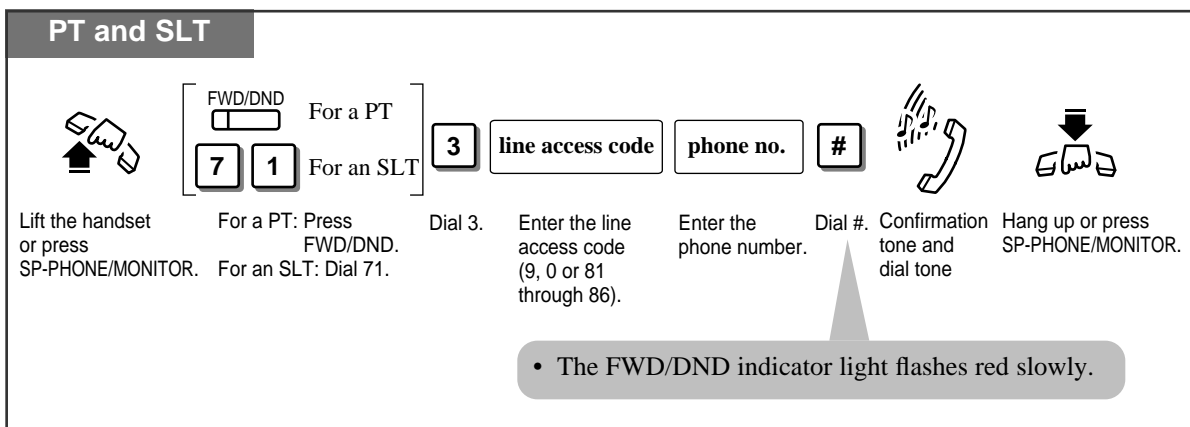 PT and SLT
FWD/DND
For a PT
7 1 For an SLT
3
line access code
phone no.
#
Lift the handset
or press
SP-PHONE/MONITOR.
For a PT: Press
FWD/DND.
For an SLT: Dial 71.
Dial 3.
Enter the line
access code
(9, 0 or 81
through 86).
Enter the
phone number.
Dial #.
Confirmation
tone and
dial tone
Hang up or press
SP-PHONE/MONITOR.
• The FWD/DND indicator light flashes red slowly.